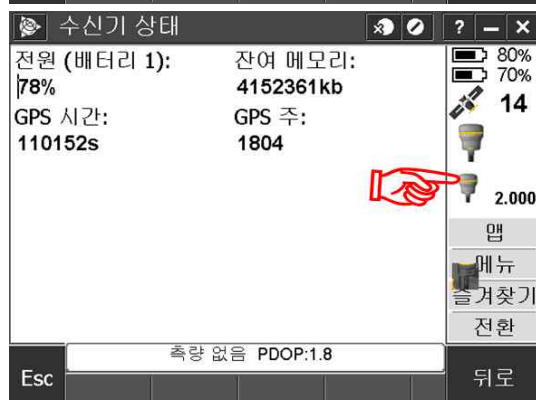 수신기 상태
? – ×
전원 (배터리 1): 잔여 메모리:
78% 4152361kb
GPS 시간: GPS 주:
110152s 1804
80%
70%
14
2.000
맵
메뉴
즐겨찾기
전환
측량 없음 PDOP:1.8
Esc
뒤로